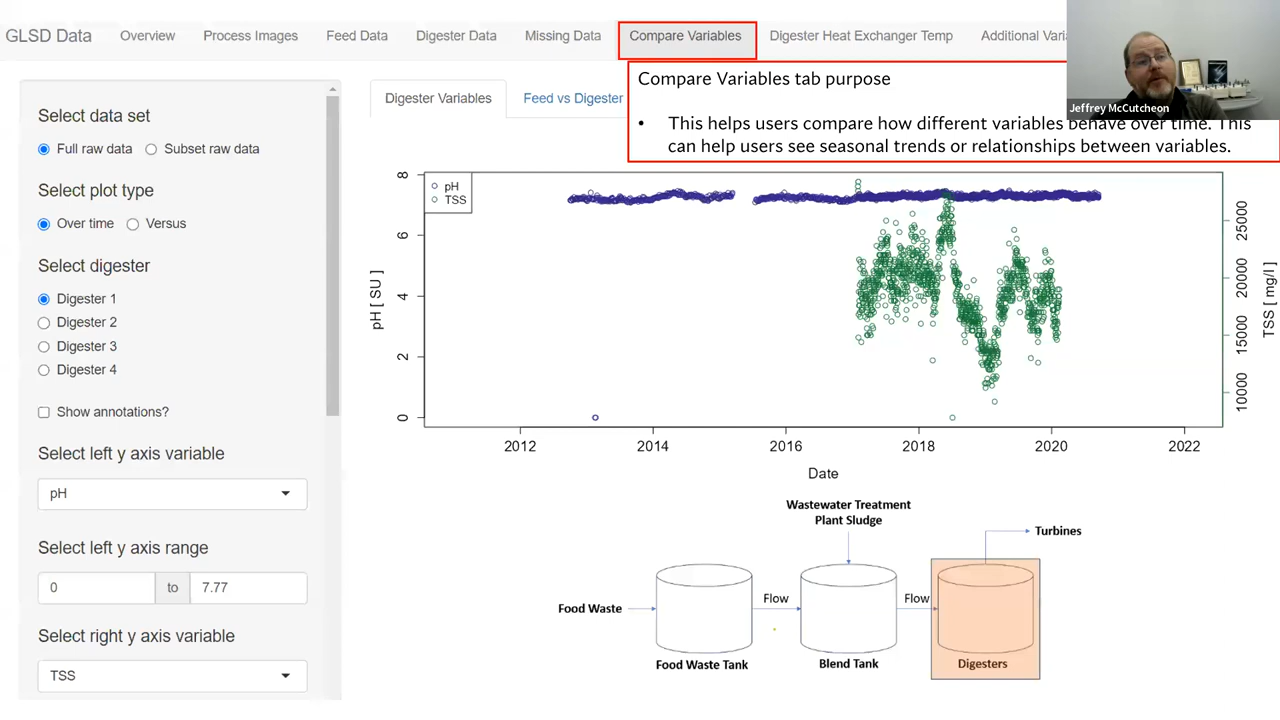 GLSD Data Overview Process Images Feed Data Digester Data Missing Data Compare Variables Digester Heat Exchanger Temp Additional
Jeffrey McCutcheon
Compare Variables tab purpose
• This helps users compare how different variables behave over time. This
can help users see seasonal trends or relationships between variables.
Select data set
Full raw data Subset raw data
Select plot type
Over time Versus
Select digester
Digester 1
Digester 2
Digester 3
Digester 4
Show annotations?
Select left y axis variable
pH
Select left y axis range
0 to 7.77
Select right y axis variable
TSS
Digester Variables Feed vs Digester
pH
TSS
8
6
4
2
0
pH [ SU ]
25000
20000
15000
10000
TSS [ mg/l ]
2012 2014 2016 2018 2020 2022
Date
Wastewater Treatment
Plant Sludge
Turbines
Food Waste
Flow
Flow
Food Waste Tank
Blend Tank
Digesters